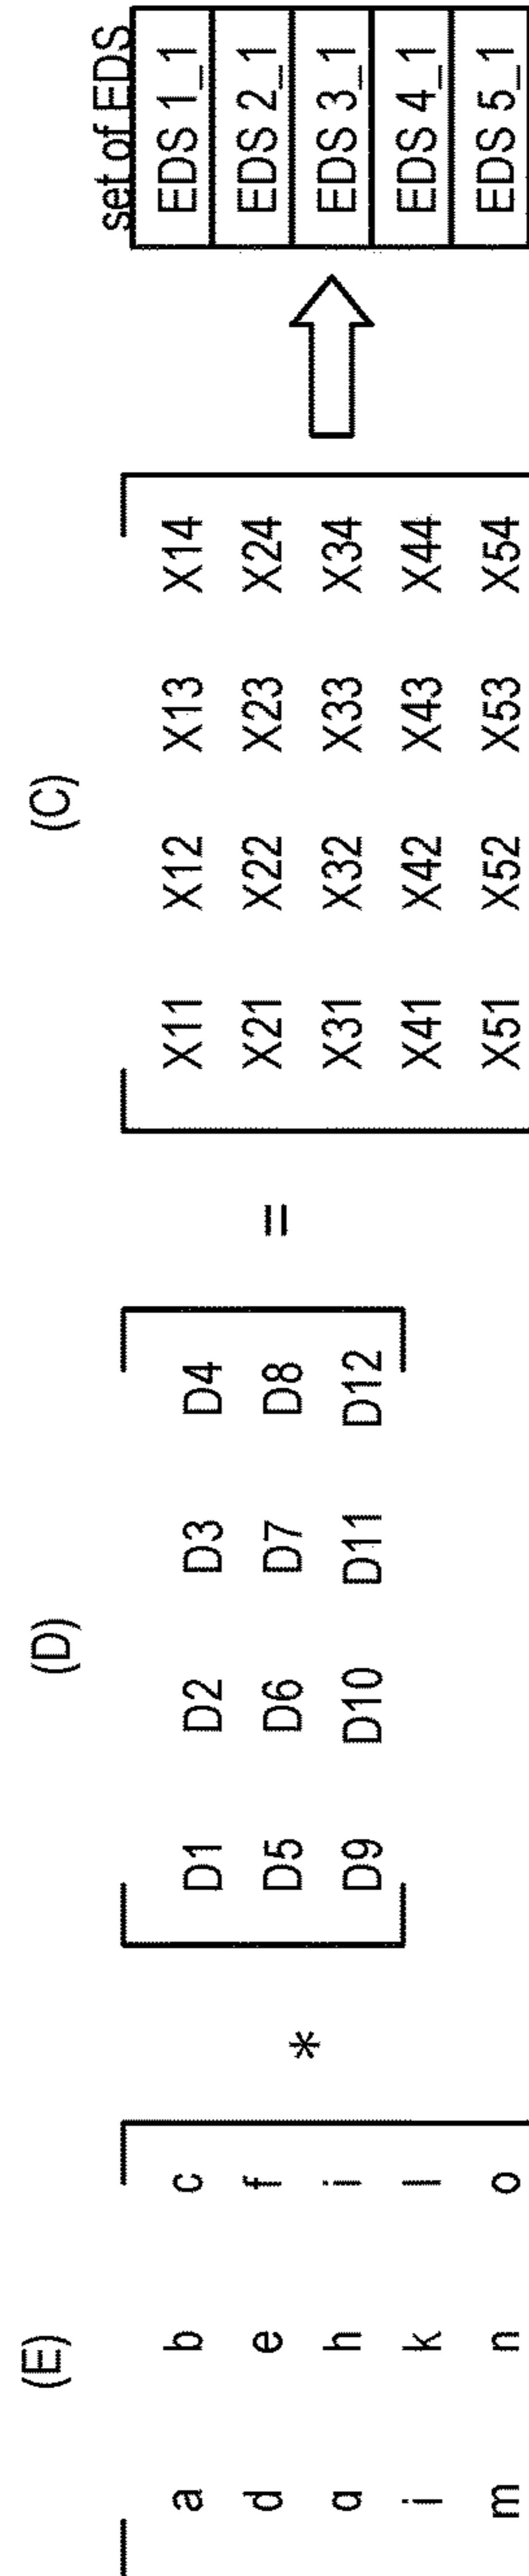 (E) (D) (C) set of EDS
a b c D1 D2 D3 D4 X11 X12 X13 X14 EDS 1_1
d e f * D5 D6 D7 D8 = X21 X22 X23 X24 EDS 2_1
g h i D9 D10 D11 D12 X31 X32 X33 X34 EDS 3_1
j k l X41 X42 X43 X44 EDS 4_1
m n o X51 X52 X53 X54 EDS 5_1